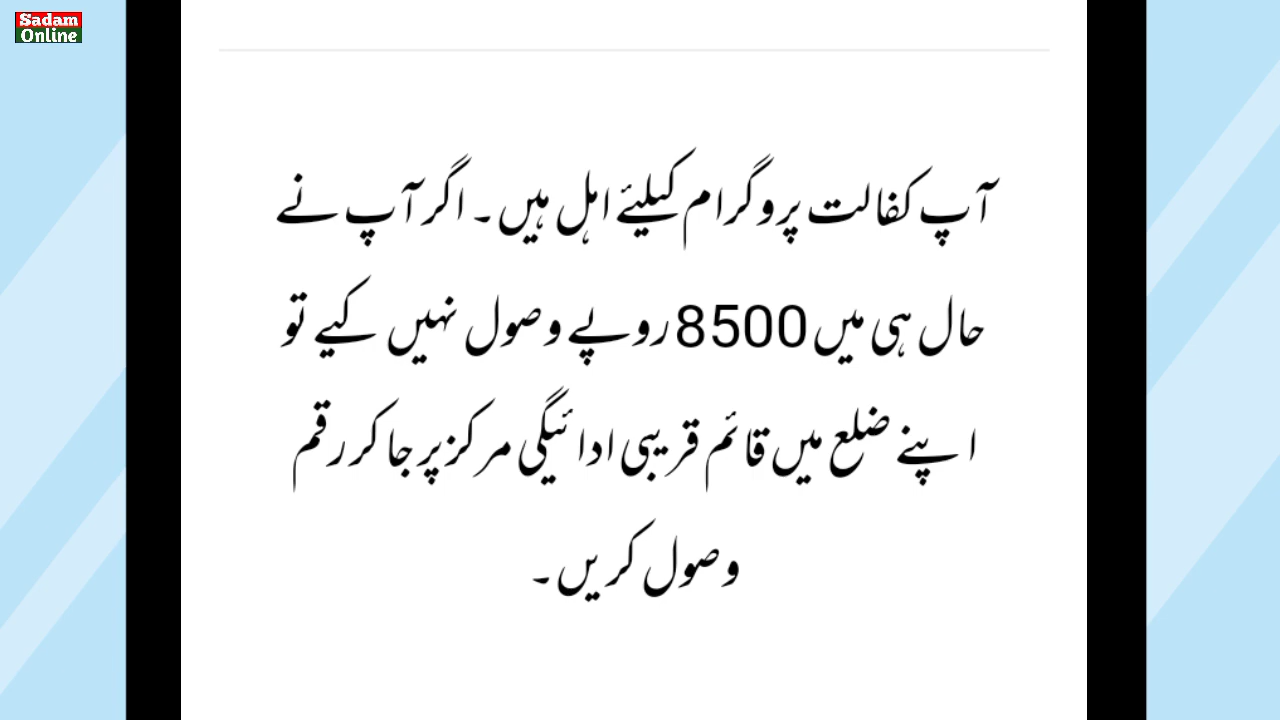 Sadam
Online
آپ کفالت پروگرام کیلئے اہل ہیں۔ اگر آپ نے
حال ہی میں 8500 روپے وصول نہیں کیے تو
اپنے ضلع میں قائم قریبی ادائیگی مرکز پر جا کر رقم
وصول کریں۔